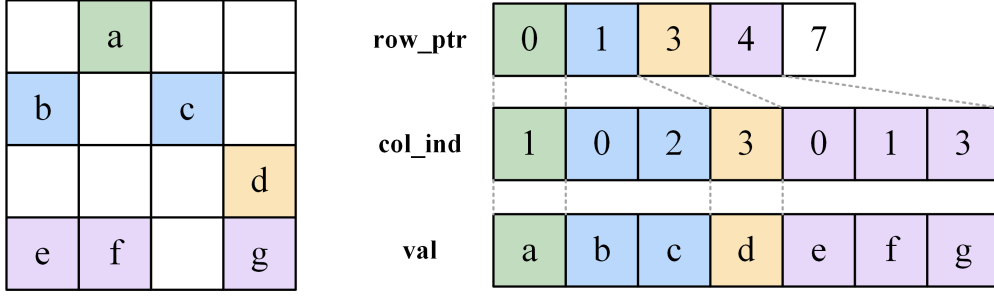 a
b c
d
e f g
row_ptr 0 1 3 4 7
col_ind 1 0 2 3 0 1 3
val a b c d e f g